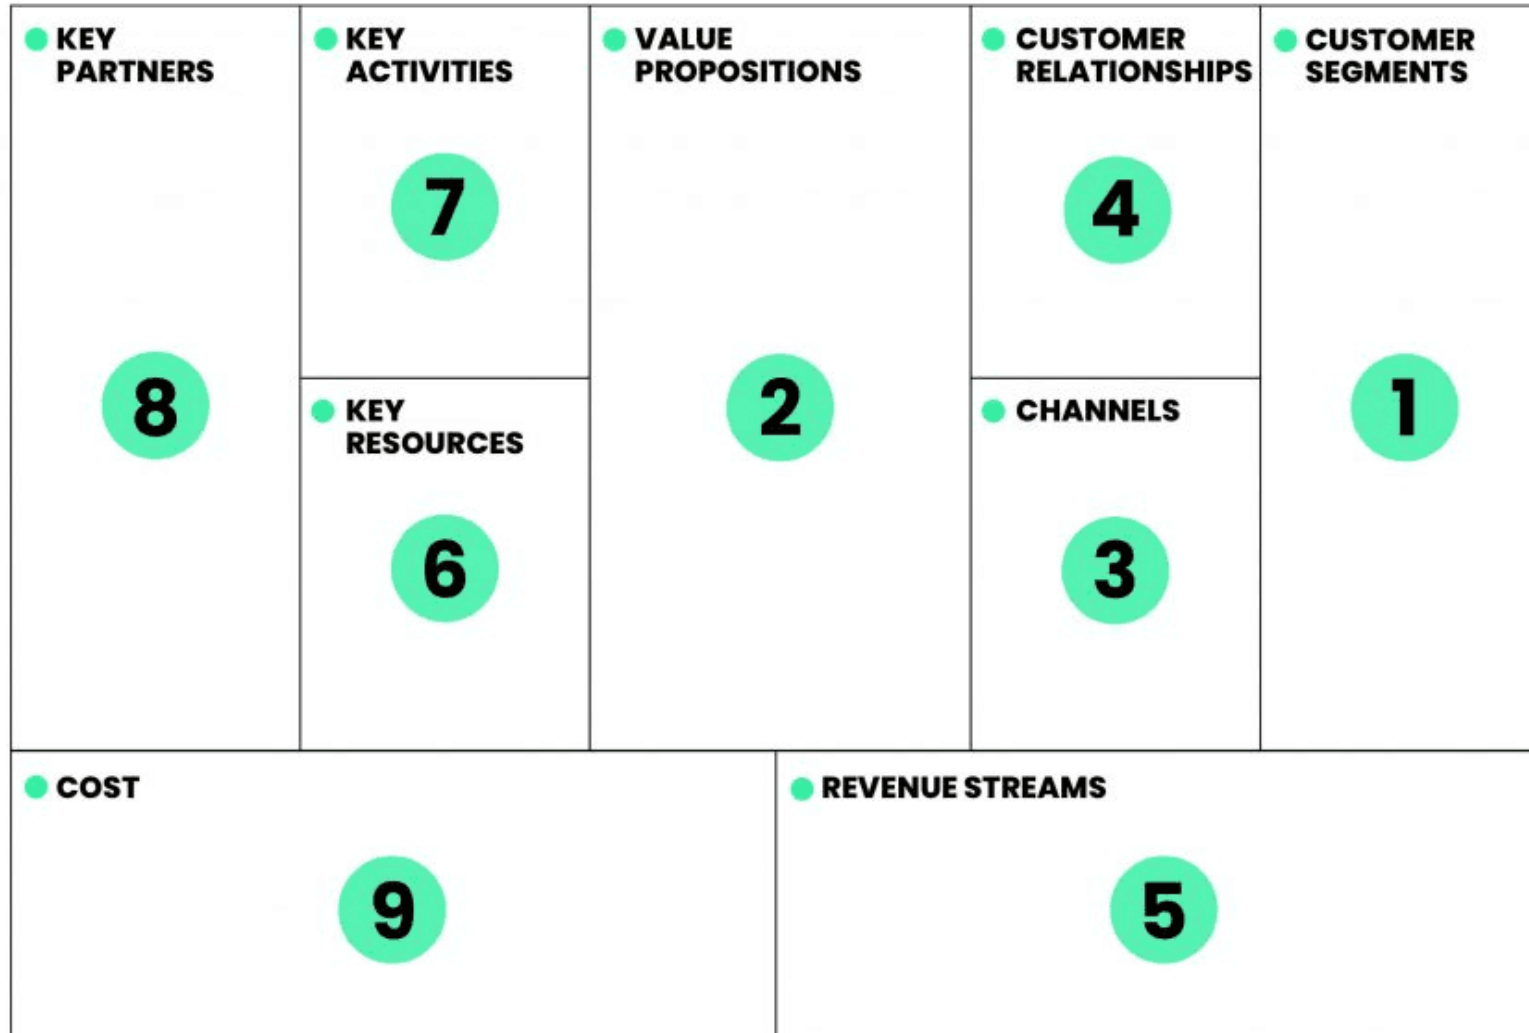 KEY
PARTNERS
8
KEY
ACTIVITIES
7
KEY
RESOURCES
6
VALUE
PROPOSITIONS
2
CUSTOMER
RELATIONSHIPS
4
CHANNELS
3
CUSTOMER
SEGMENTS
1
COST
9
REVENUE STREAMS
5